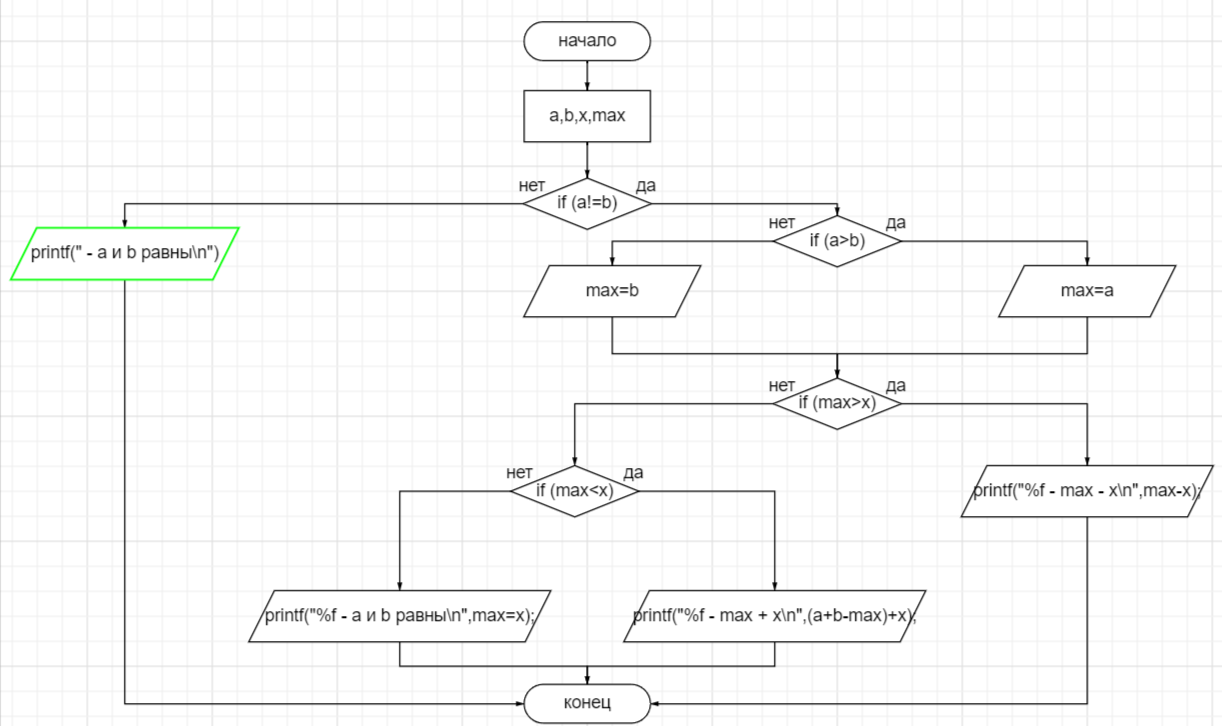 начало
a,b,x,max
нет
да
if (a!=b)
нет
да
if (a>b)
printf(" - a и b равны\n")
max=b
max=a
нет
да
if (max>x)
нет
да
if (max<x)
printf("%f - max - x\n",max-x);
printf("%f - a и b равны\n",max=x);
printf("%f - max + x\n",(a+b-max)+x);
конец